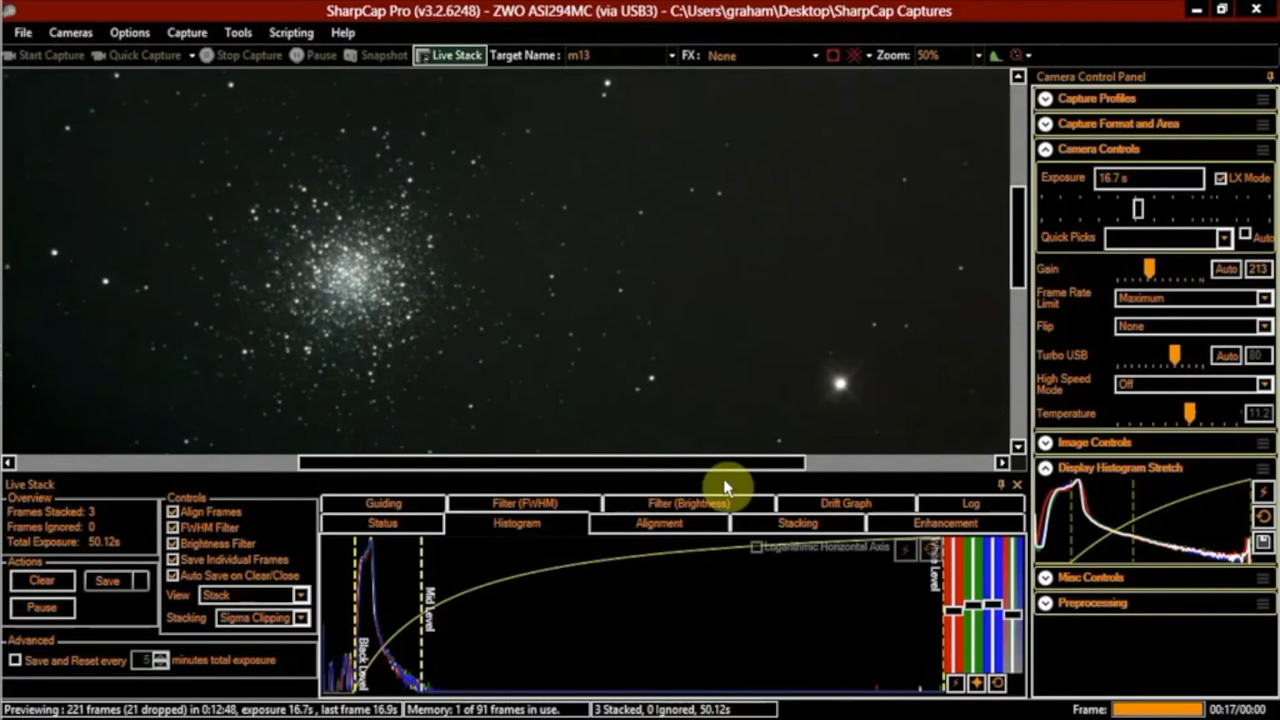 SharpCap Pro (v3.2.6248) - ZWO ASI294MC (via USB3) - C:\Users\graham\Desktop\SharpCap Captures
File Cameras Options Capture Tools Scripting Help
Start Capture Quick Capture Stop Capture Pause Snapshot Live Stack Target Name: m13 FX: None Zoom: 50%
Camera Control Panel
Capture Profiles
Capture Format and Area
Camera Controls
Exposure 16.7 s LX Mode
Quick Picks Auto
Gain Auto 213
Frame Rate Limit Maximum
Flip None
Turbo USB Auto 80
High Speed Mode Off
Temperature 11.2
Image Controls
Display Histogram Stretch
Misc Controls
Preprocessing
Live Stack
Overview
Frames Stacked: 3
Frames Ignored: 0
Total Exposure: 50.12s
Actions
Clear Save
Pause
Controls
Align Frames
FWHM Filter
Brightness Filter
Save Individual Frames
Auto Save on Clear/Close
View Stack
Stacking Sigma Clipping
Advanced
Save and Reset every 5 minutes total exposure
Guiding Filter (FWHM) Filter (Brightness) Drift Graph Log
Status Histogram Alignment Stacking Enhancement
Logarithmic Horizontal Axis
Black Level
Mid Level
Level
Previewing : 221 frames (21 dropped) in 0:12:48, exposure 16.7s , last frame 16.9s Memory: 1 of 91 frames in use. 3 Stacked, 0 Ignored, 50.12s Frame: 00:17/00:00